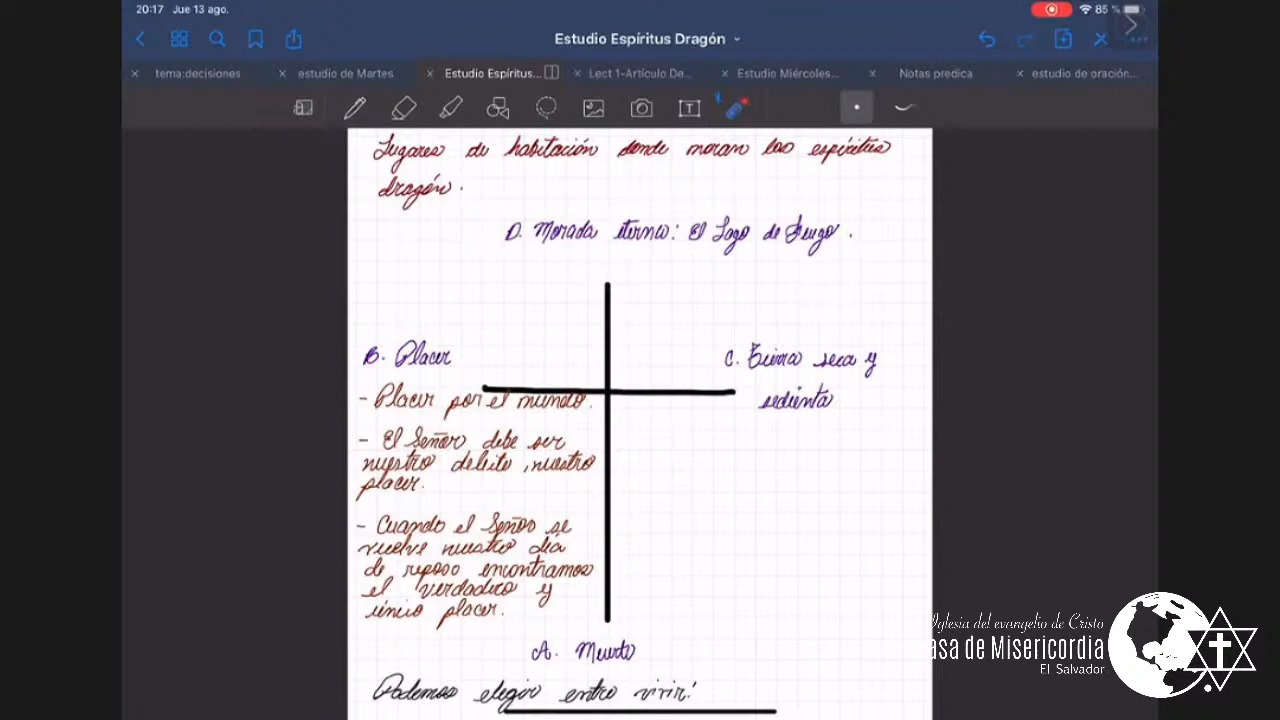 20:17 Jue 13 ago.
85 %
Estudio Espíritus Dragón
tema:decisiones
estudio de Martes
Estudio Espíritus...
Lect 1-Artículo De...
Estudio Miércoles...
Notas predica
estudio de oración...
Lugares de habitación donde moran los espíritus
dragón.
D. Morada eterna: El Lago de Fuego.
B. Placer
C. Tierra seca y
sedienta
- Placer por el mundo.
- El Señor debe ser
nuestro deleite, nuestro
placer.
- Cuando el Señor se
vuelve nuestro día
de reposo encontramos
el verdadero y
único placer.
A. Muerte
Podemos elegir entre vivir:
Iglesia del evangelio de Cristo
asa de Misericordia
EL Salvador